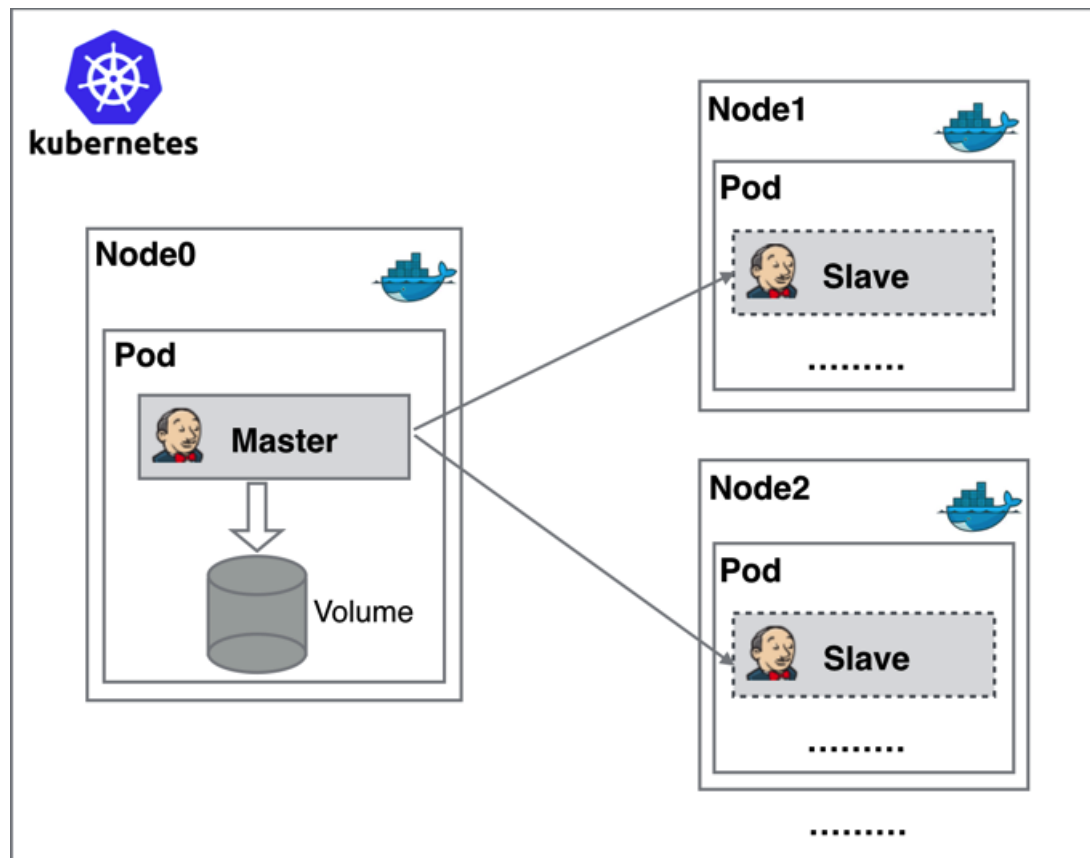 kubernetes
Node0
Pod
Master
Volume
Node1
Pod
Slave
.........
Node2
Pod
Slave
.........
.........